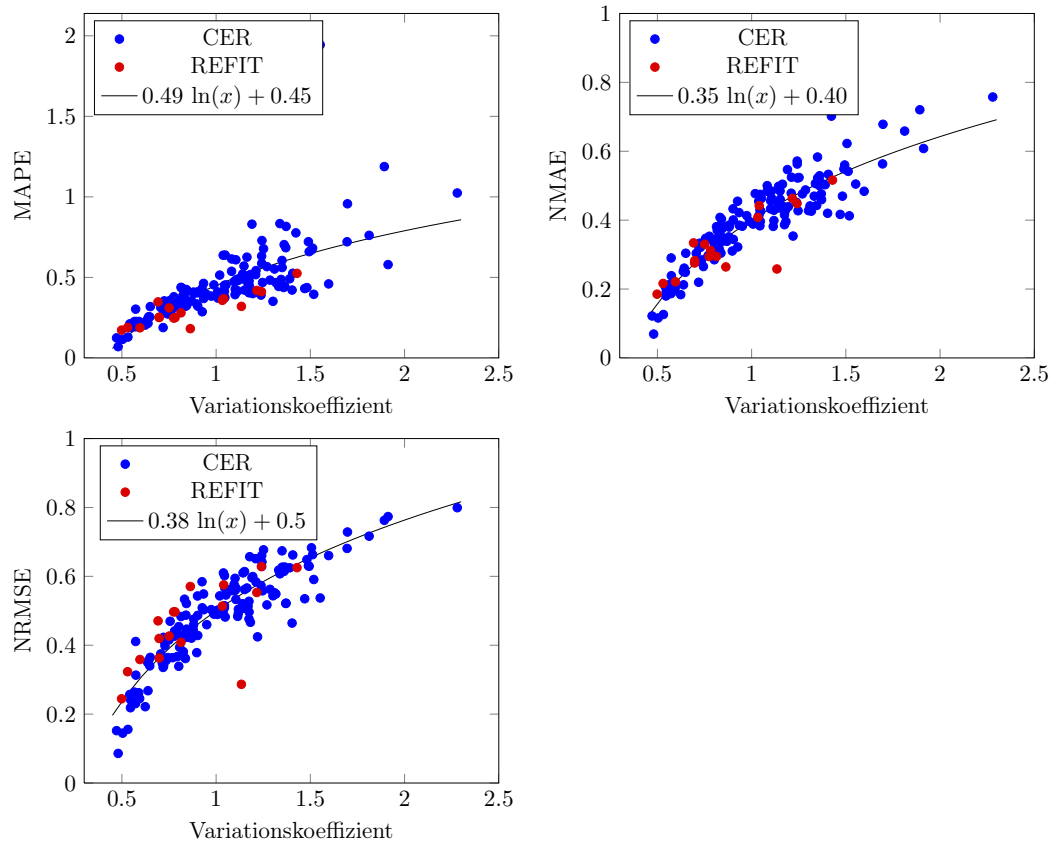 CER
REFIT
0.49 ln(x) + 0.45
MAPE
2
1.5
1
0.5
0
0.5
1
1.5
2
2.5
Variationskoeffizient
CER
REFIT
0.35 ln(x) + 0.40
NMAE
1
0.8
0.6
0.4
0.2
0
0.5
1
1.5
2
2.5
Variationskoeffizient
CER
REFIT
0.38 ln(x) + 0.5
NRMSE
1
0.8
0.6
0.4
0.2
0
0.5
1
1.5
2
2.5
Variationskoeffizient